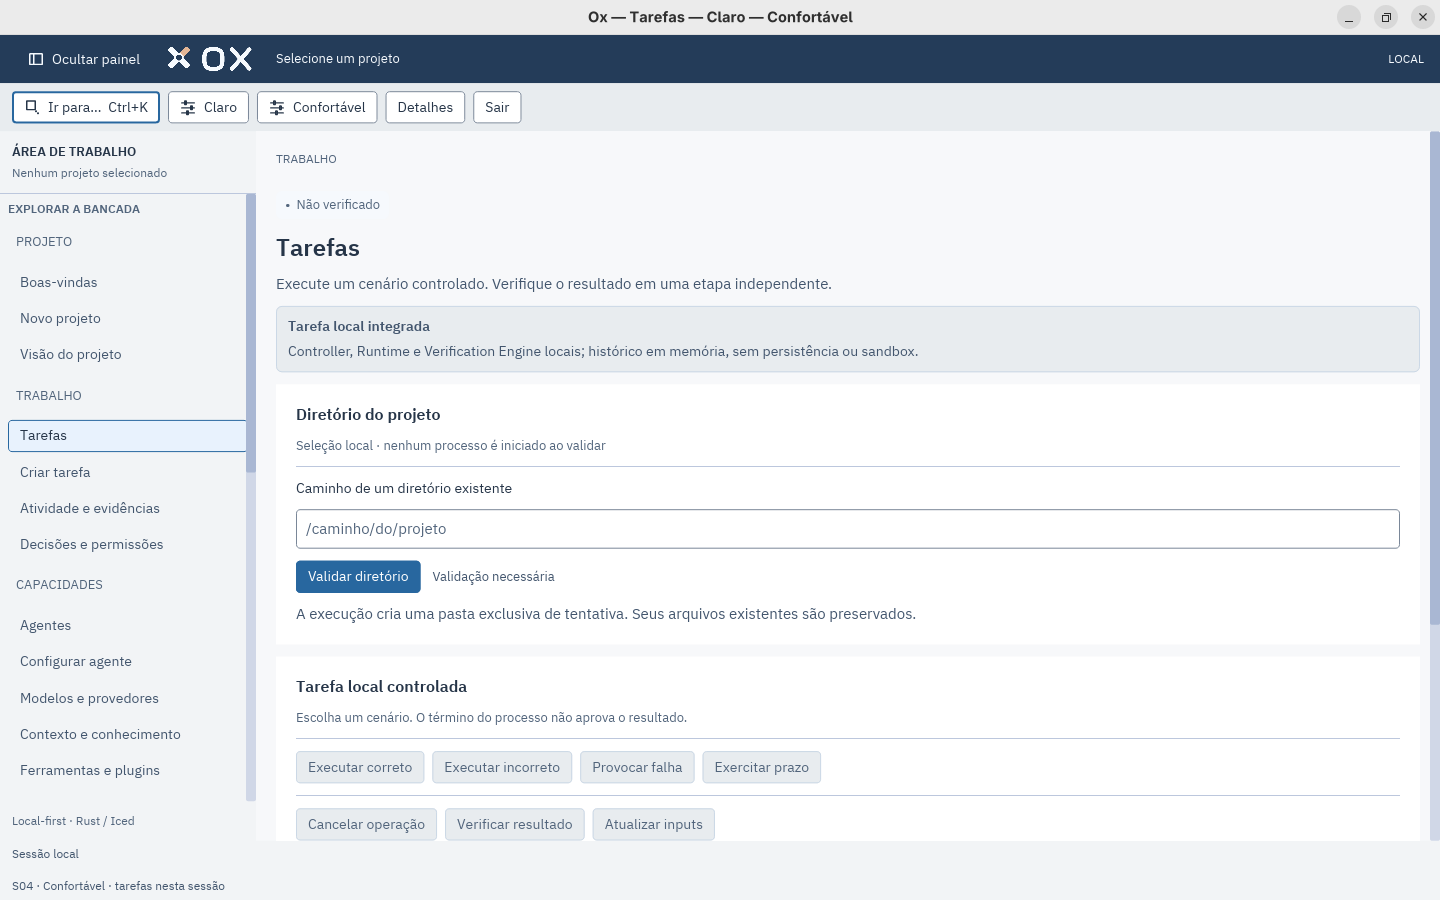 Ox — Tarefas — Claro — Confortável
Ocultar painel
OX
Selecione um projeto
LOCAL
Ir para... Ctrl+K
Claro
Confortável
Detalhes
Sair
ÁREA DE TRABALHO
Nenhum projeto selecionado
EXPLORAR A BANCADA
PROJETO
Boas-vindas
Novo projeto
Visão do projeto
TRABALHO
Tarefas
Criar tarefa
Atividade e evidências
Decisões e permissões
CAPACIDADES
Agentes
Configurar agente
Modelos e provedores
Contexto e conhecimento
Ferramentas e plugins
Local-first · Rust / Iced
Sessão local
S04 · Confortável · tarefas nesta sessão
TRABALHO
• Não verificado
Tarefas
Execute um cenário controlado. Verifique o resultado em uma etapa independente.
Tarefa local integrada
Controller, Runtime e Verification Engine locais; histórico em memória, sem persistência ou sandbox.
Diretório do projeto
Seleção local · nenhum processo é iniciado ao validar
Caminho de um diretório existente
/caminho/do/projeto
Validar diretório
Validação necessária
A execução cria uma pasta exclusiva de tentativa. Seus arquivos existentes são preservados.
Tarefa local controlada
Escolha um cenário. O término do processo não aprova o resultado.
Executar correto
Executar incorreto
Provocar falha
Exercitar prazo
Cancelar operação
Verificar resultado
Atualizar inputs